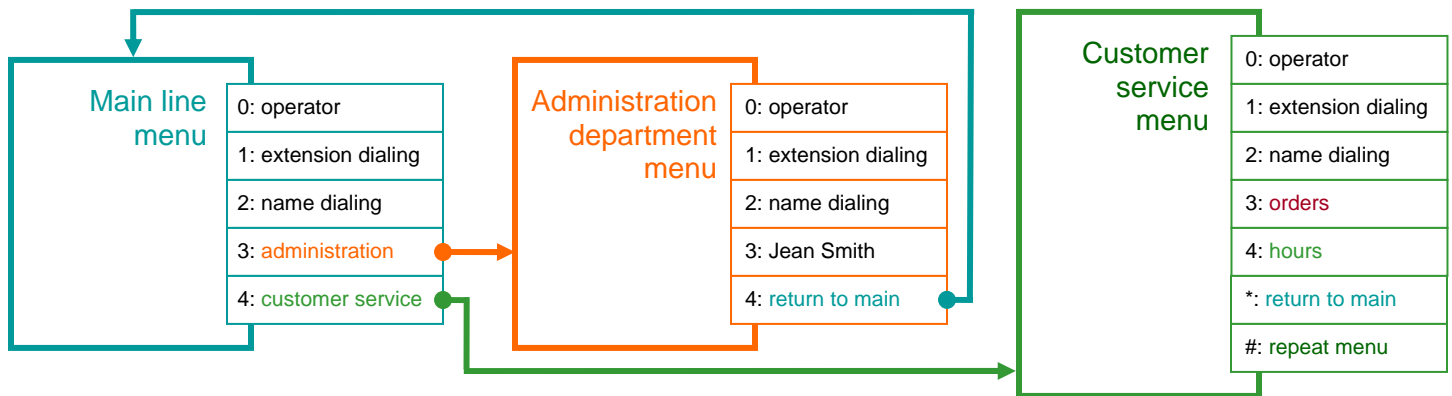 Main line
menu
0: operator
1: extension dialing
2: name dialing
3: administration
4: customer service
Administration
department
menu
0: operator
1: extension dialing
2: name dialing
3: Jean Smith
4: return to main
Customer
service
menu
0: operator
1: extension dialing
2: name dialing
3: orders
4: hours
*: return to main
#: repeat menu